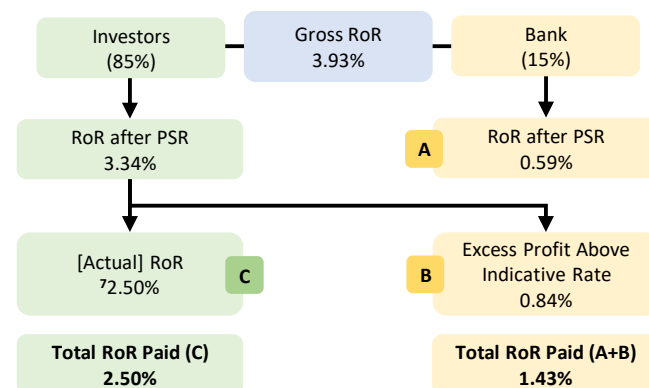 Investors
(85%)
Gross RoR
3.93%
Bank
(15%)
RoR after PSR
3.34%
A
RoR after PSR
0.59%
[Actual] RoR
⁷2.50%
C
B
Excess Profit Above
Indicative Rate
0.84%
Total RoR Paid (C)
2.50%
Total RoR Paid (A+B)
1.43%